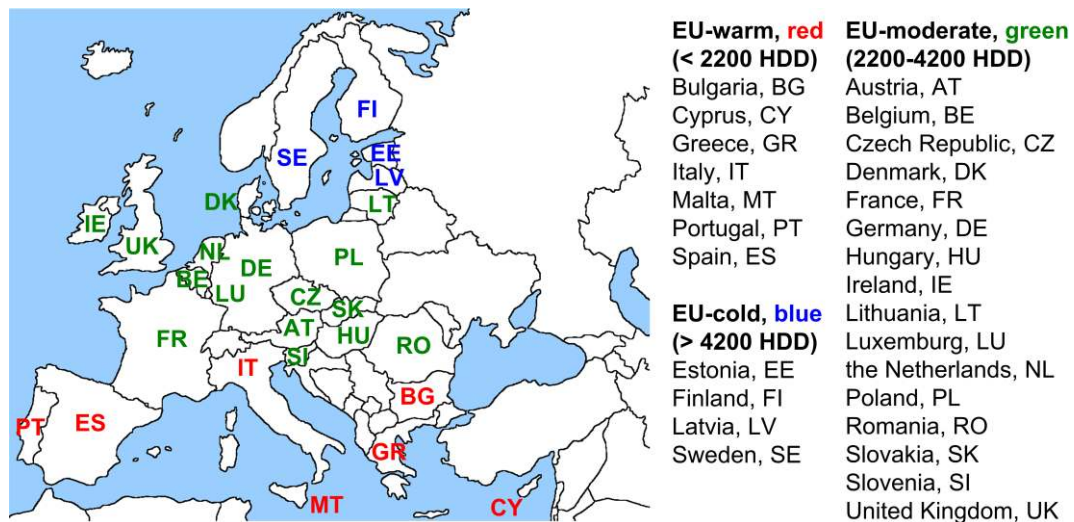 FI
SE
EE
LV
DK
LT
IE
UK
NL
DE
PL
BE
LU
CZ
SK
FR
AT
HU
SI
RO
IT
BG
PT
ES
GR
MT
CY
EU-warm, red
(< 2200 HDD)
Bulgaria, BG
Cyprus, CY
Greece, GR
Italy, IT
Malta, MT
Portugal, PT
Spain, ES
EU-cold, blue
(> 4200 HDD)
Estonia, EE
Finland, FI
Latvia, LV
Sweden, SE
EU-moderate, green
(2200-4200 HDD)
Austria, AT
Belgium, BE
Czech Republic, CZ
Denmark, DK
France, FR
Germany, DE
Hungary, HU
Ireland, IE
Lithuania, LT
Luxemburg, LU
the Netherlands, NL
Poland, PL
Romania, RO
Slovakia, SK
Slovenia, SI
United Kingdom, UK